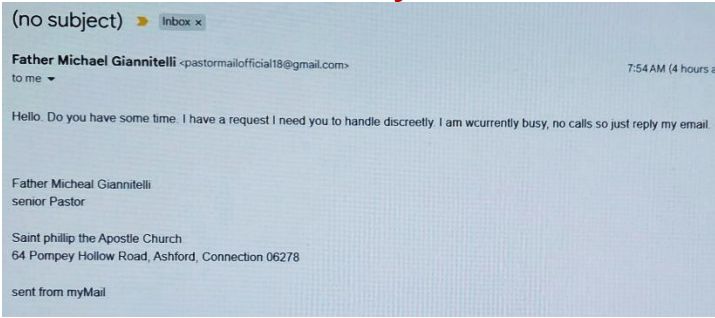 (no subject) Inbox x
Father Michael Giannitelli <pastormailofficial18@gmail.com> 7:54 AM (4 hours a
to me
Hello. Do you have some time. I have a request I need you to handle discreetly. I am wcurrently busy, no calls so just reply my email.
Father Micheal Giannitelli
senior Pastor
Saint phillip the Apostle Church
64 Pompey Hollow Road, Ashford, Connection 06278
sent from myMail